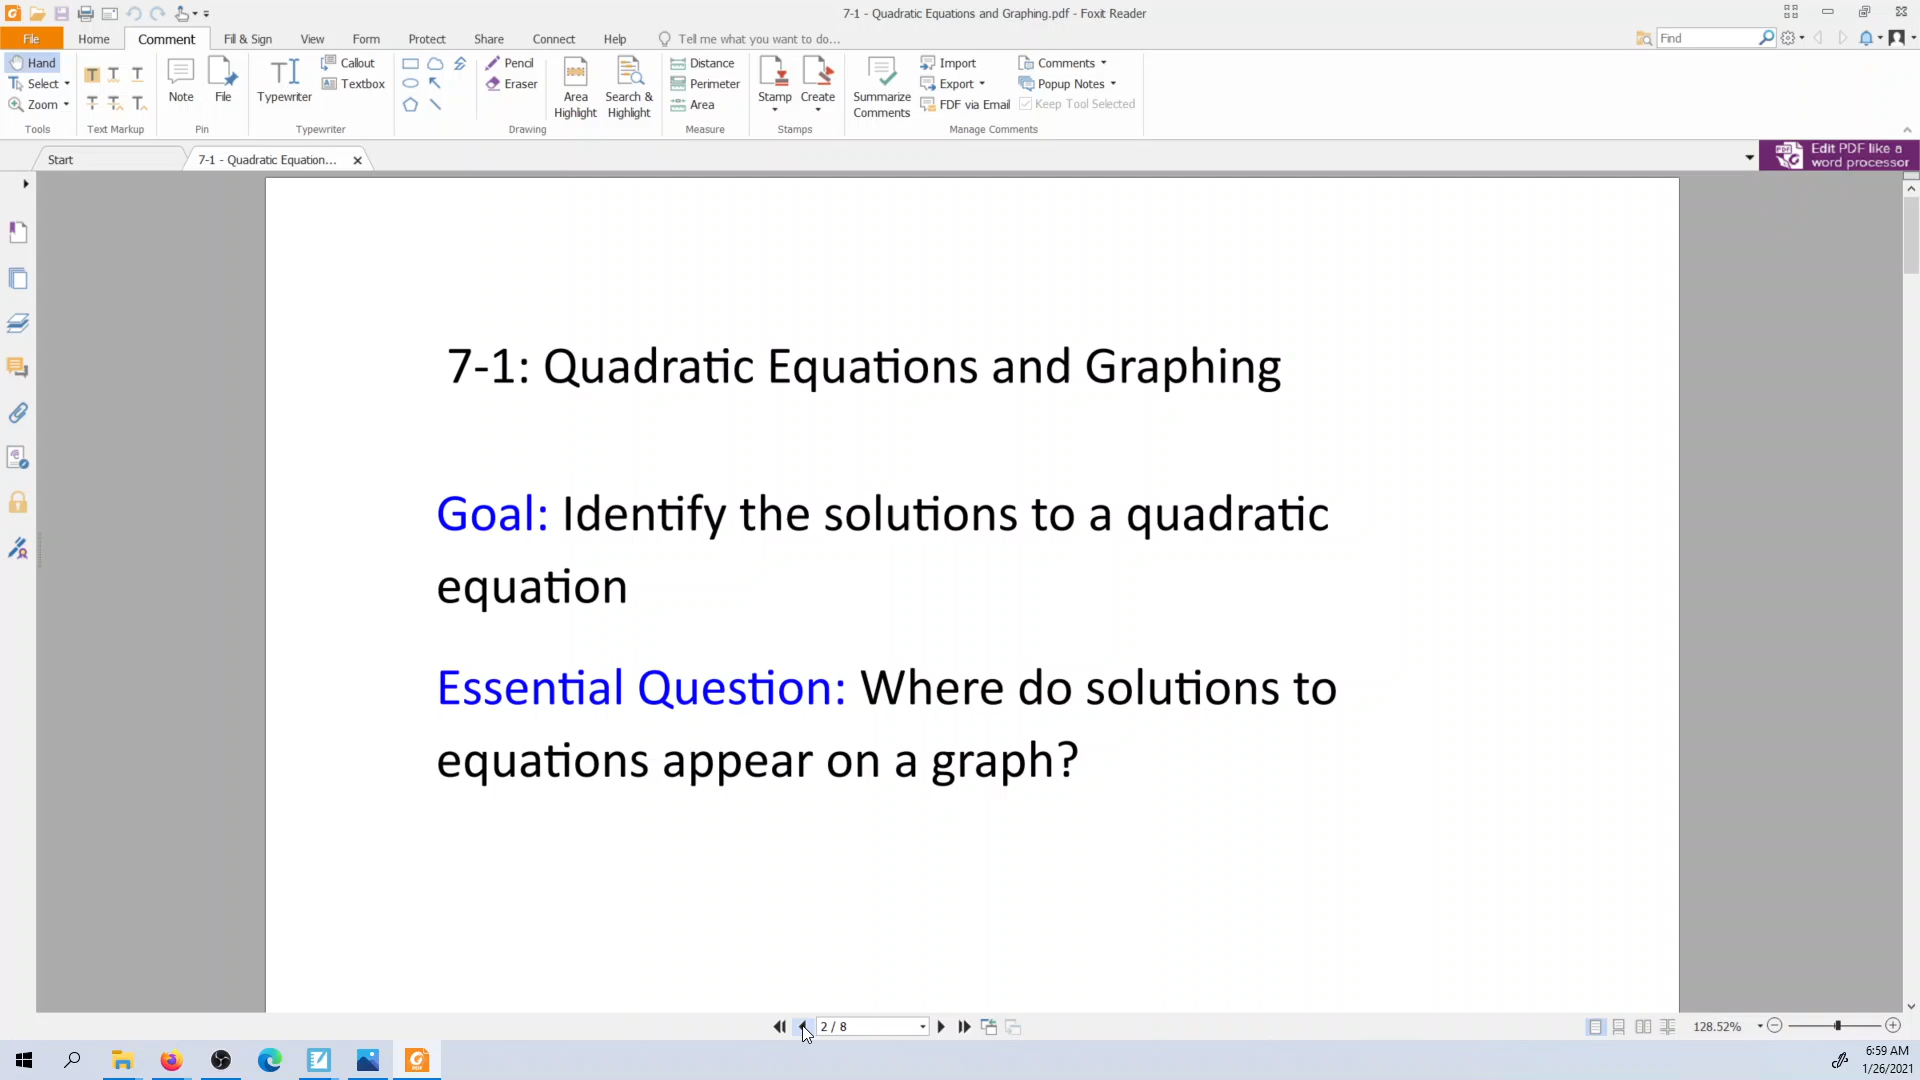 7-1 - Quadratic Equations and Graphing.pdf - Foxit Reader
File Home Comment Fill & Sign View Form Protect Share Connect Help Tell me what you want to do... Find
Hand
Select
Zoom
Tools
Text Markup
Note
File
Pin
Typewriter
Callout
Textbox
Typewriter
Pencil
Eraser
Area
Highlight
Search &
Highlight
Drawing
Distance
Perimeter
Area
Measure
Stamp
Create
Stamps
Summarize
Comments
Import
Export
FDF via Email
Comments
Popup Notes
Keep Tool Selected
Manage Comments
Start
7-1 - Quadratic Equation...
Edit PDF like a
word processor
7-1: Quadratic Equations and Graphing
Goal: Identify the solutions to a quadratic
equation
Essential Question: Where do solutions to
equations appear on a graph?
2 / 8
128.52%
6:59 AM
1/26/2021